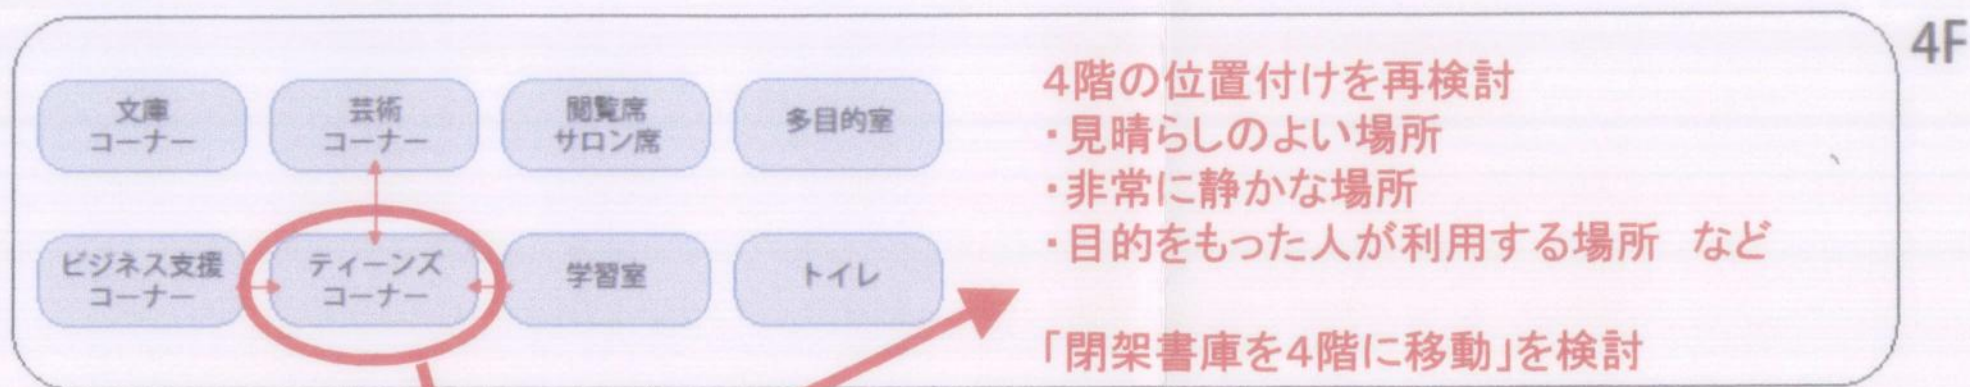 4F
文庫
コーナー
芸術
コーナー
閲覧席
サロン席
多目的室
ビジネス支援
コーナー
ティーンズ
コーナー
学習室
トイレ
4階の位置付けを再検討
・見晴らしのよい場所
・非常に静かな場所
・目的をもった人が利用する場所 など
「閉架書庫を4階に移動」を検討